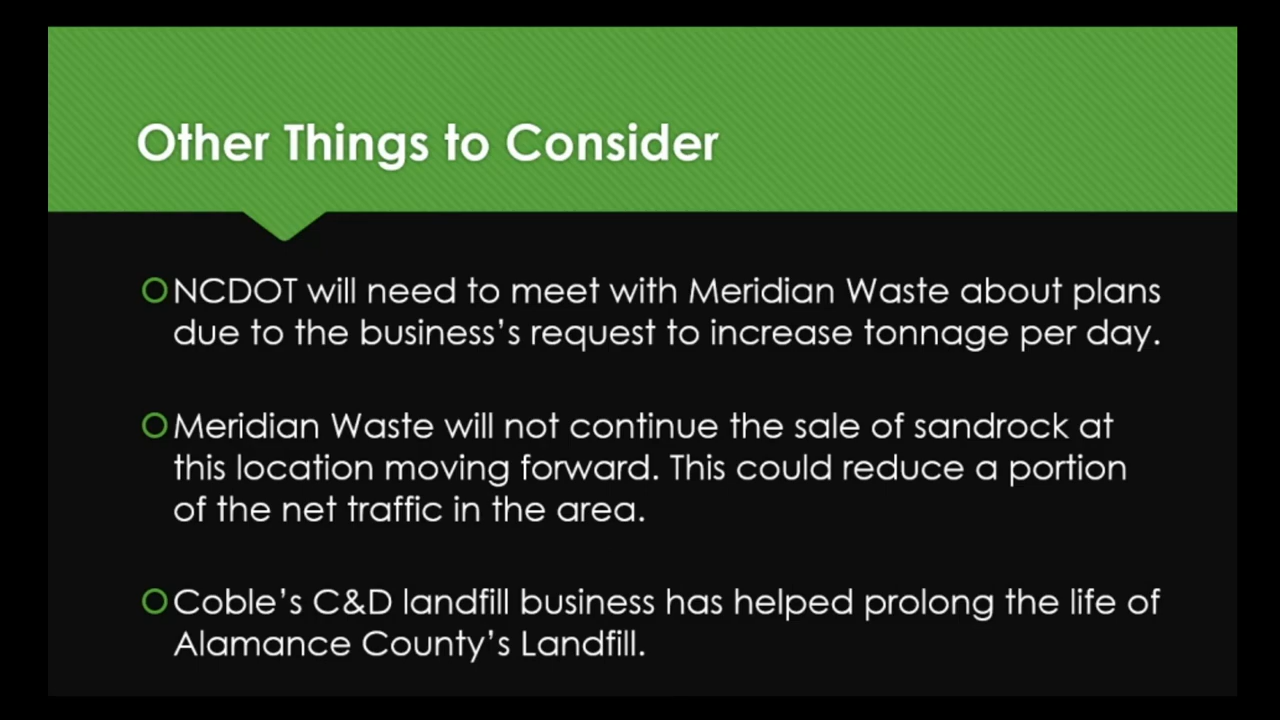 Other Things to Consider
NCDOT will need to meet with Meridian Waste about plans
due to the business’s request to increase tonnage per day.
Meridian Waste will not continue the sale of sandrock at
this location moving forward. This could reduce a portion
of the net traffic in the area.
Coble’s C&D landfill business has helped prolong the life of
Alamance County’s Landfill.